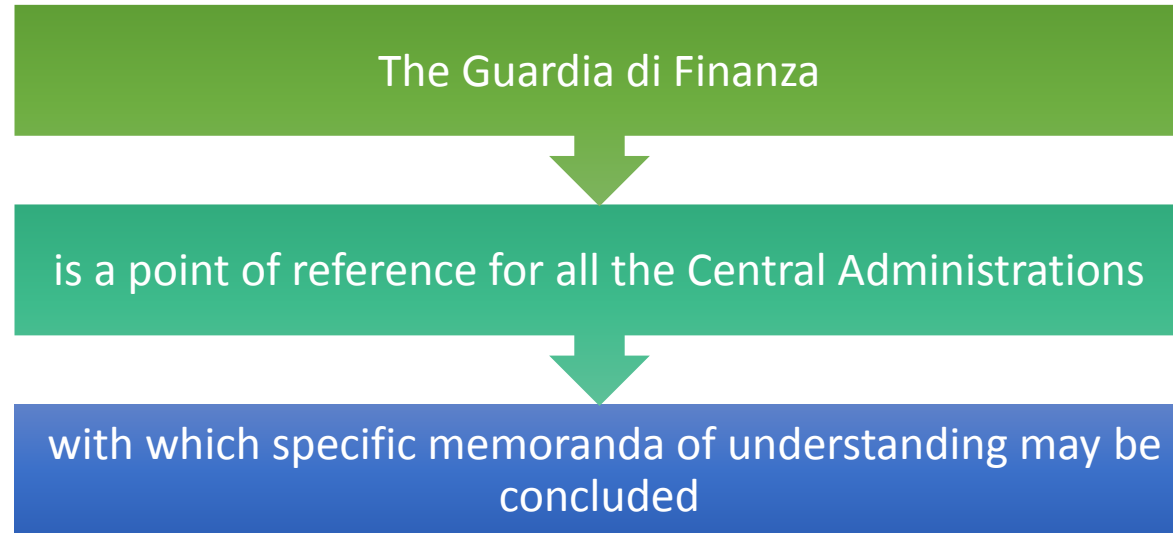 The Guardia di Finanza
is a point of reference for all the Central Administrations
with which specific memoranda of understanding may be
concluded